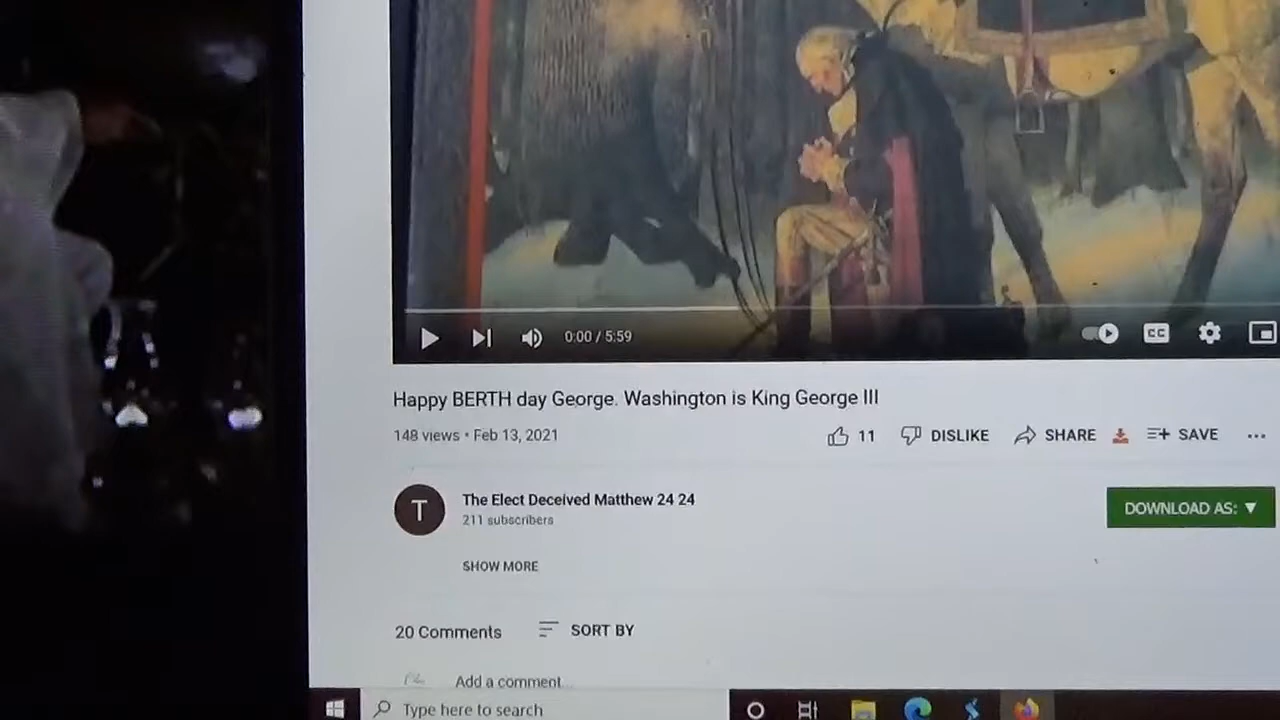 0:00 / 5:59
CC
Happy BERTH day George. Washington is King George III
148 views • Feb 13, 2021
11 DISLIKE SHARE SAVE ...
T
The Elect Deceived Matthew 24 24
211 subscribers
DOWNLOAD AS: ▼
SHOW MORE
20 Comments SORT BY
Add a comment...
Type here to search